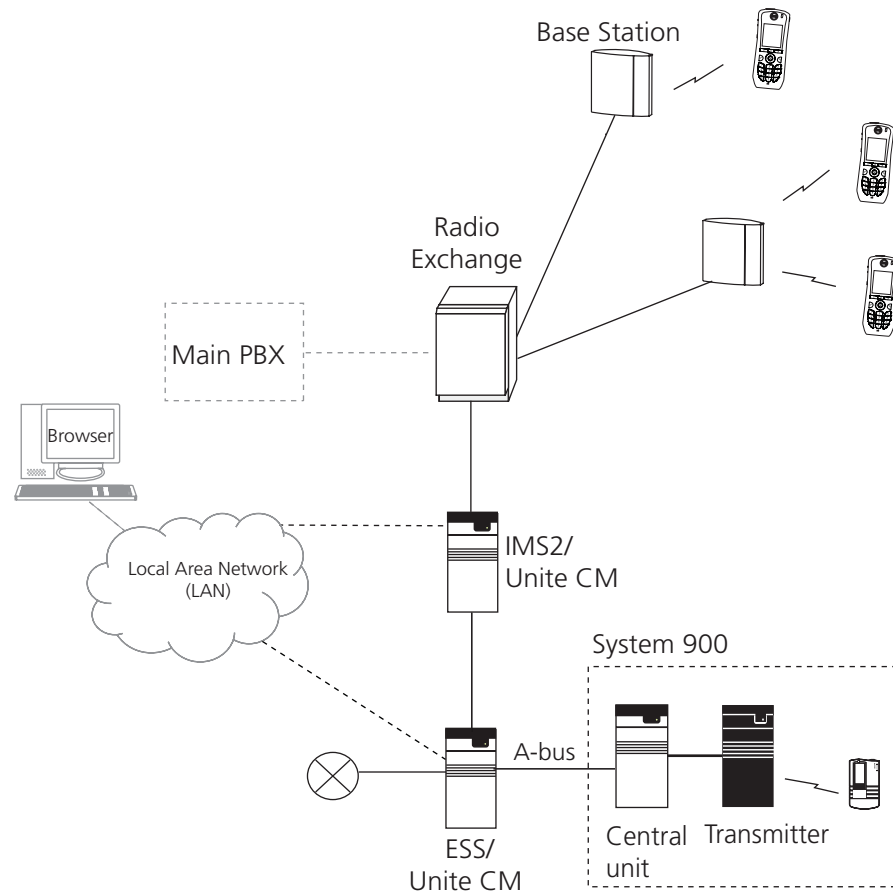 Base Station
Radio
Exchange
Main PBX
Browser
IMS2/
Unite CM
Local Area Network
(LAN)
System 900
A-bus
ESS/
Unite CM
Central
unit
Transmitter